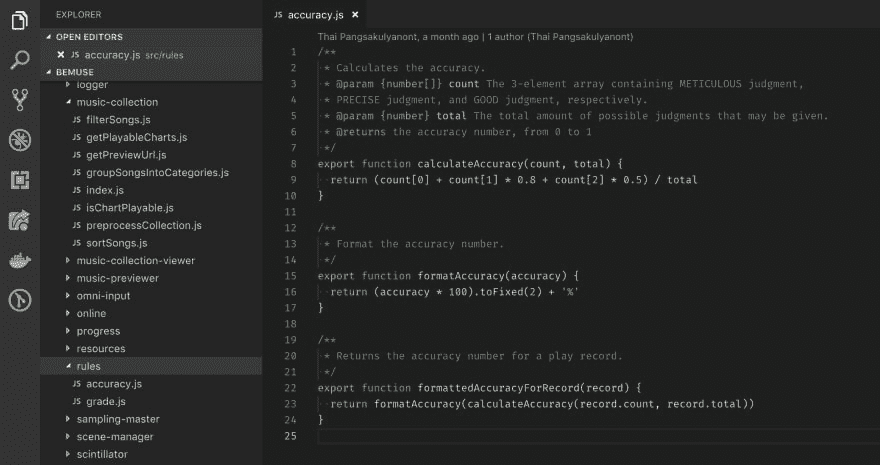 EXPLORER
OPEN EDITORS
JS accuracy.js src/rules
BEMUSE
logger
music-collection
JS filterSongs.js
JS getPlayableCharts.js
JS getPreviewUrl.js
JS groupSongsIntoCategories.js
JS index.js
JS isChartPlayable.js
JS preprocessCollection.js
JS sortSongs.js
music-collection-viewer
music-previewer
omni-input
online
progress
resources
rules
JS accuracy.js
JS grade.js
sampling-master
scene-manager
scintillator
JS accuracy.js
Thai Pangsakulyanont, a month ago | 1 author (Thai Pangsakulyanont)
1 /**
2 * Calculates the accuracy.
3 * @param {number[]} count The 3-element array containing METICULOUS judgment,
4 * PRECISE judgment, and GOOD judgment, respectively.
5 * @param {number} total The total amount of possible judgments that may be given.
6 * @returns the accuracy number, from 0 to 1
7 */
8 export function calculateAccuracy(count, total) {
9 return (count[0] + count[1] * 0.8 + count[2] * 0.5) / total
10 }
11
12 /**
13 * Format the accuracy number.
14 */
15 export function formatAccuracy(accuracy) {
16 return (accuracy * 100).toFixed(2) + '%'
17 }
18
19 /**
20 * Returns the accuracy number for a play record.
21 */
22 export function formattedAccuracyForRecord(record) {
23 return formatAccuracy(calculateAccuracy(record.count, record.total))
24 }
25